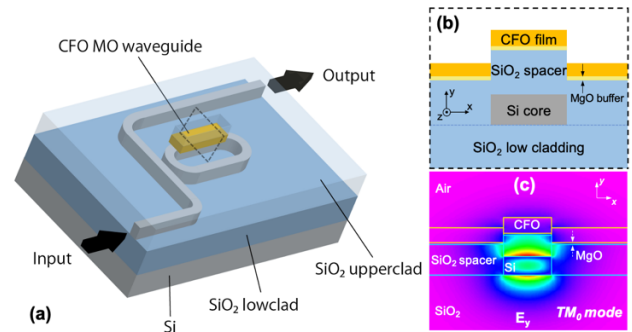 CFO MO waveguide
Output
Input
SiO₂ upperclad
SiO₂ lowclad
Si
(a)
(b)
CFO film
SiO₂ spacer
MgO buffer
y
z
x
Si core
SiO₂ low cladding
(c)
y
x
Air
CFO
MgO
SiO₂ spacer
Si
SiO₂
E_y
TM₀ mode